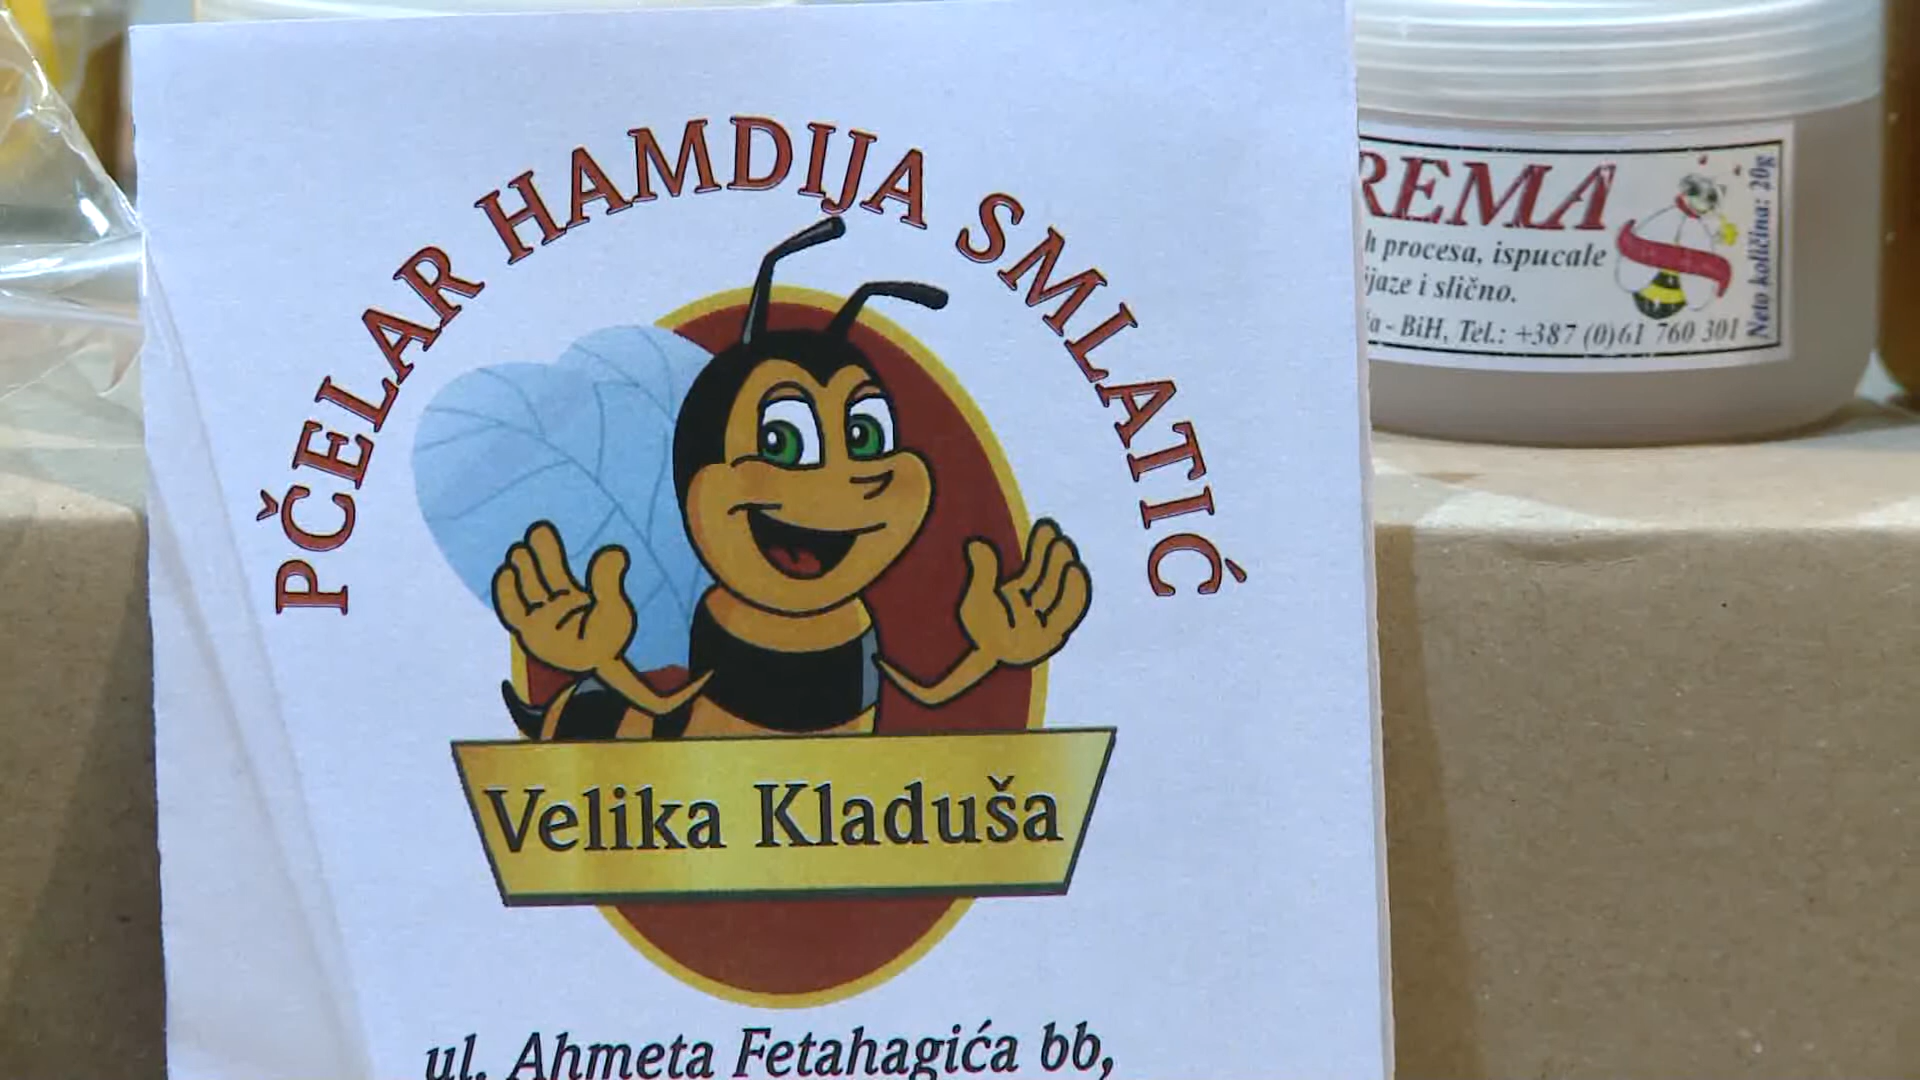 PČELAR HAMDIJA SMLATIĆ
Velika Kladuša
ul. Ahmeta Fetahagića bb,
REMA
h procesa, ispucale
ijaze i slično.
a - BiH, Tel.: +387 (0)61 760 301
Neto količina: 20g